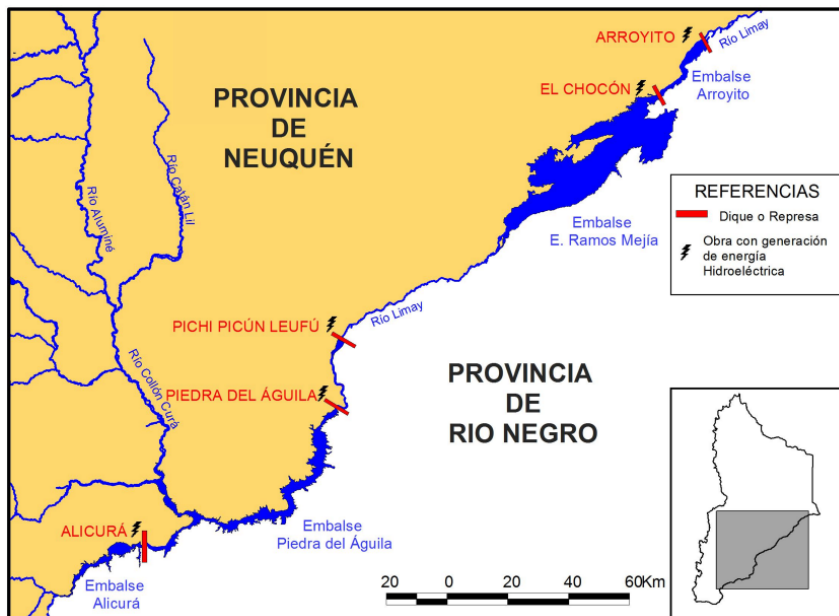 ARROYITO
Río Limay
Embalse
Arroyito
EL CHOCÓN
PROVINCIA
DE
NEUQUÉN
Río Aluminé
Río Catán Lil
Embalse
E. Ramos Mejía
REFERENCIAS
Dique o Represa
Obra con generación
de energía
Hidroeléctrica
PICHI PICÚN LEUFÚ
Río Limay
Río Collón Curá
PIEDRA DEL ÁGUILA
PROVINCIA
DE
RIO NEGRO
ALICURÁ
Embalse
Piedra del Águila
Embalse
Alicurá
20 0 20 40 60Km